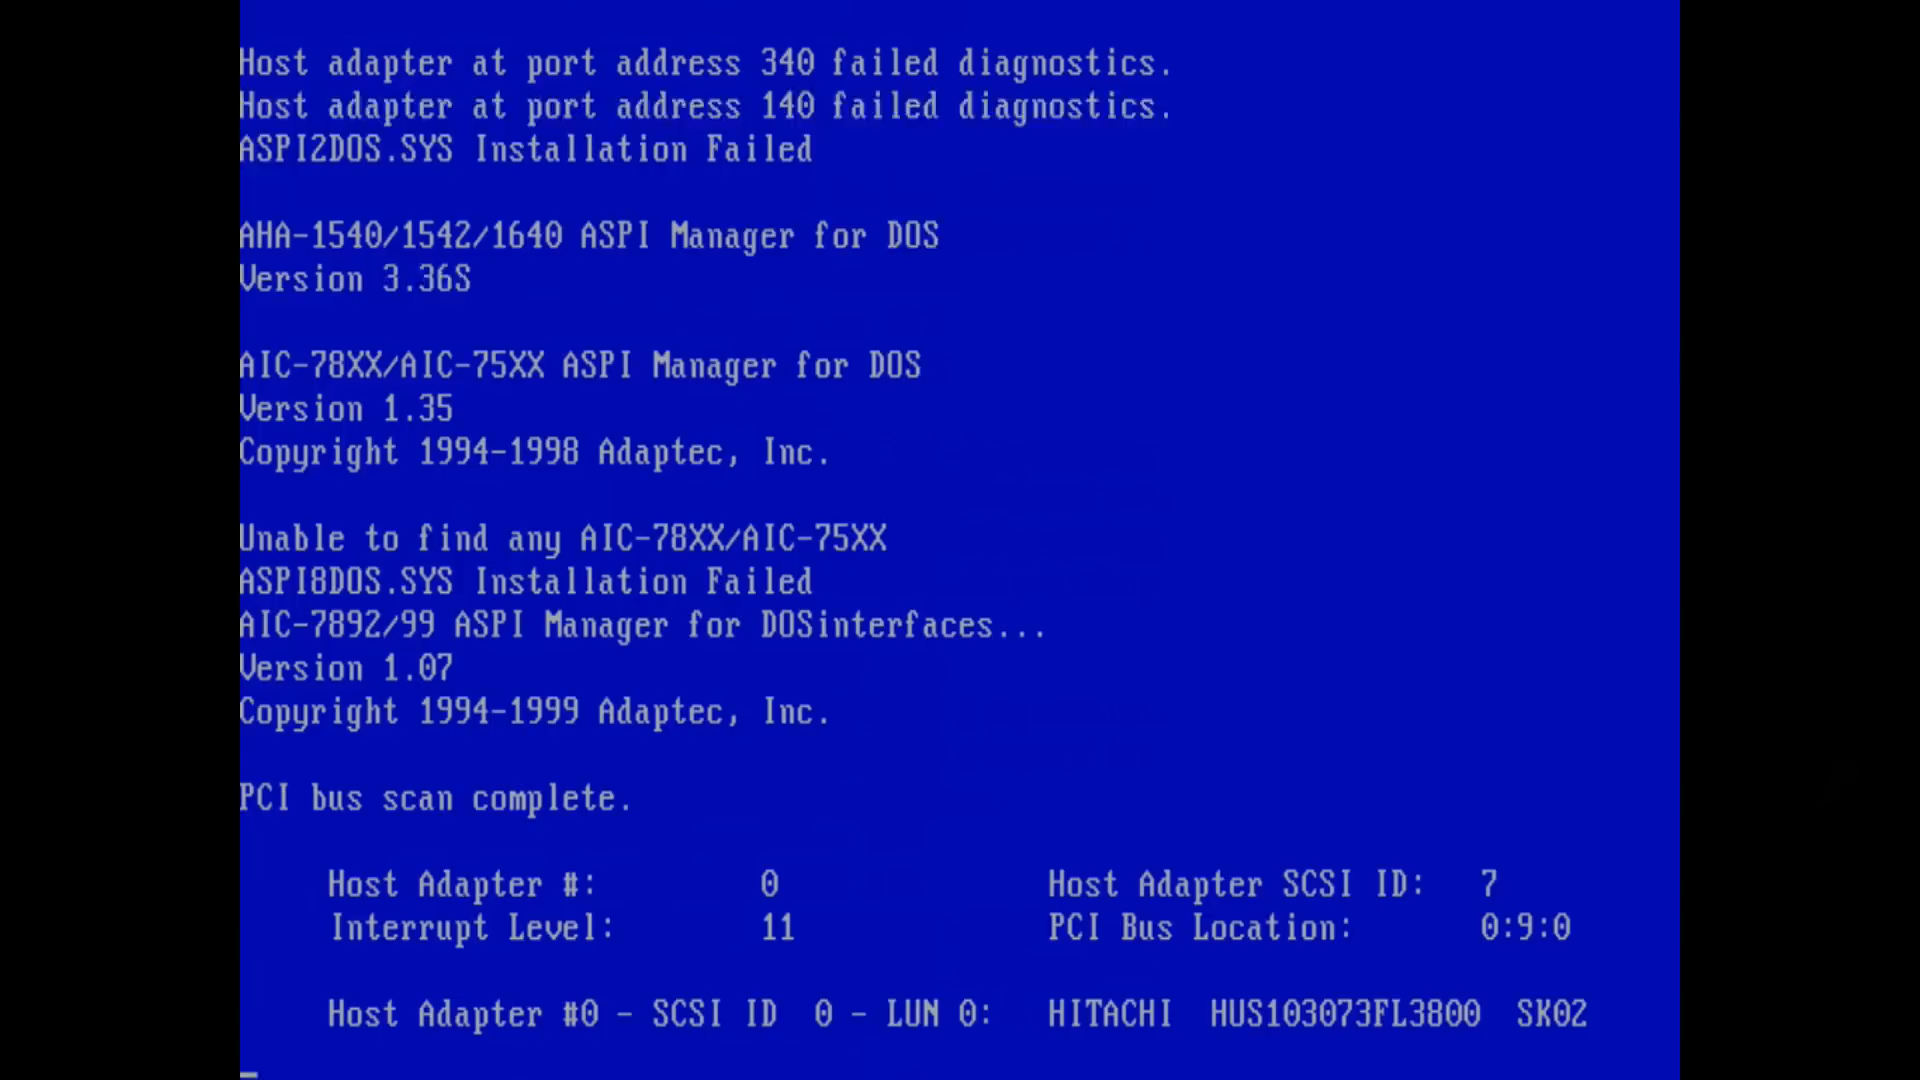 Host adapter at port address 340 failed diagnostics.
Host adapter at port address 140 failed diagnostics.
ASPI2DOS.SYS Installation Failed
AHA-1540/1542/1640 ASPI Manager for DOS
Version 3.36S
AIC-78XX/AIC-75XX ASPI Manager for DOS
Version 1.35
Copyright 1994-1998 Adaptec, Inc.
Unable to find any AIC-78XX/AIC-75XX
ASPI8DOS.SYS Installation Failed
AIC-7892/99 ASPI Manager for DOSinterfaces...
Version 1.07
Copyright 1994-1999 Adaptec, Inc.
PCI bus scan complete.
Host Adapter #: 0 Host Adapter SCSI ID: 7
Interrupt Level: 11 PCI Bus Location: 0:9:0
Host Adapter #0 - SCSI ID 0 - LUN 0: HITACHI HUS103073FL3800 SK02